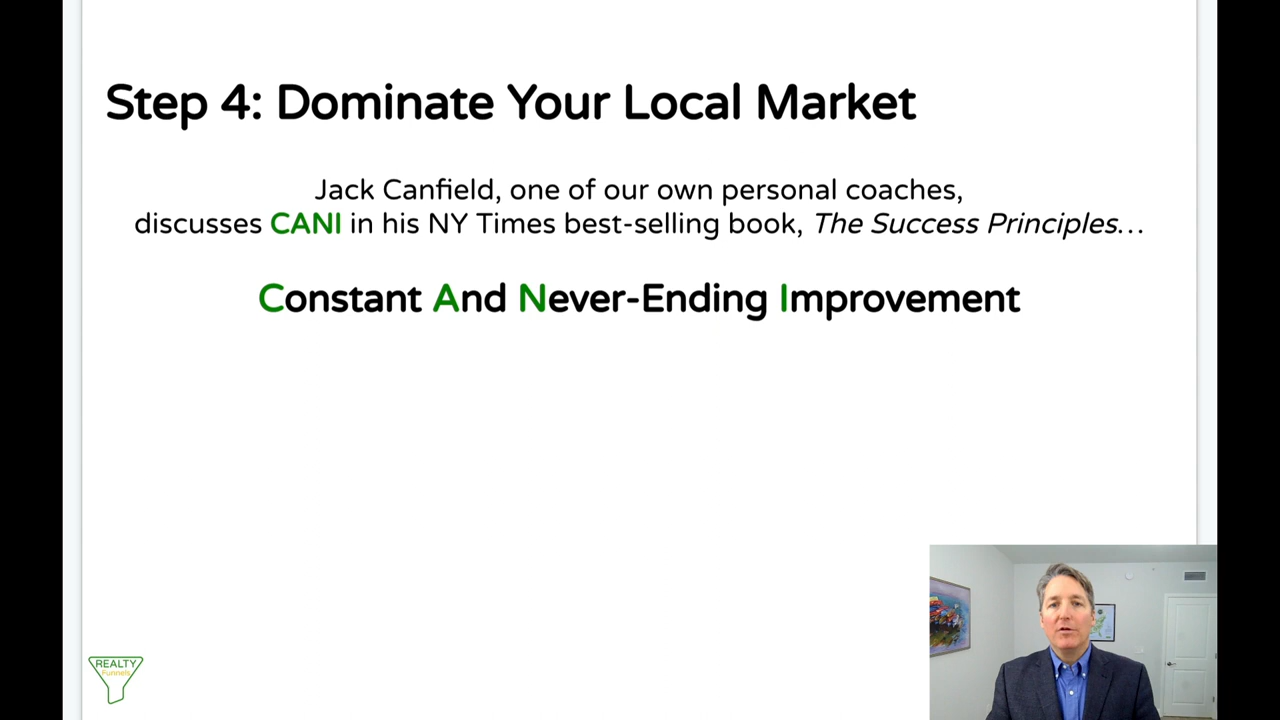 Step 4: Dominate Your Local Market
Jack Canfield, one of our own personal coaches,
discusses CANI in his NY Times best-selling book, The Success Principles…
Constant And Never-Ending Improvement
REALTY
Funnels